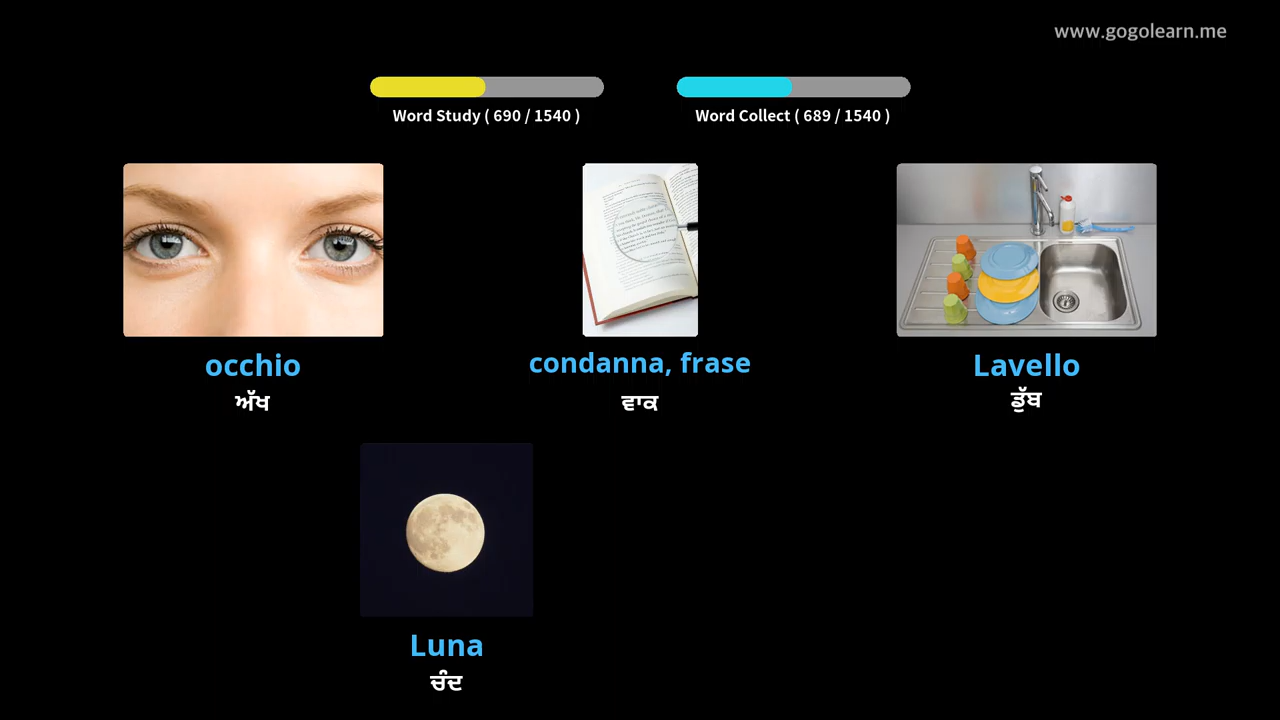 www.gogolearn.me
Word Study ( 690 / 1540 )
Word Collect ( 689 / 1540 )
occhio
ਅੱਖ
condanna, frase
ਵਾਕ
Lavello
ਡੁੱਬ
Luna
ਚੰਦ